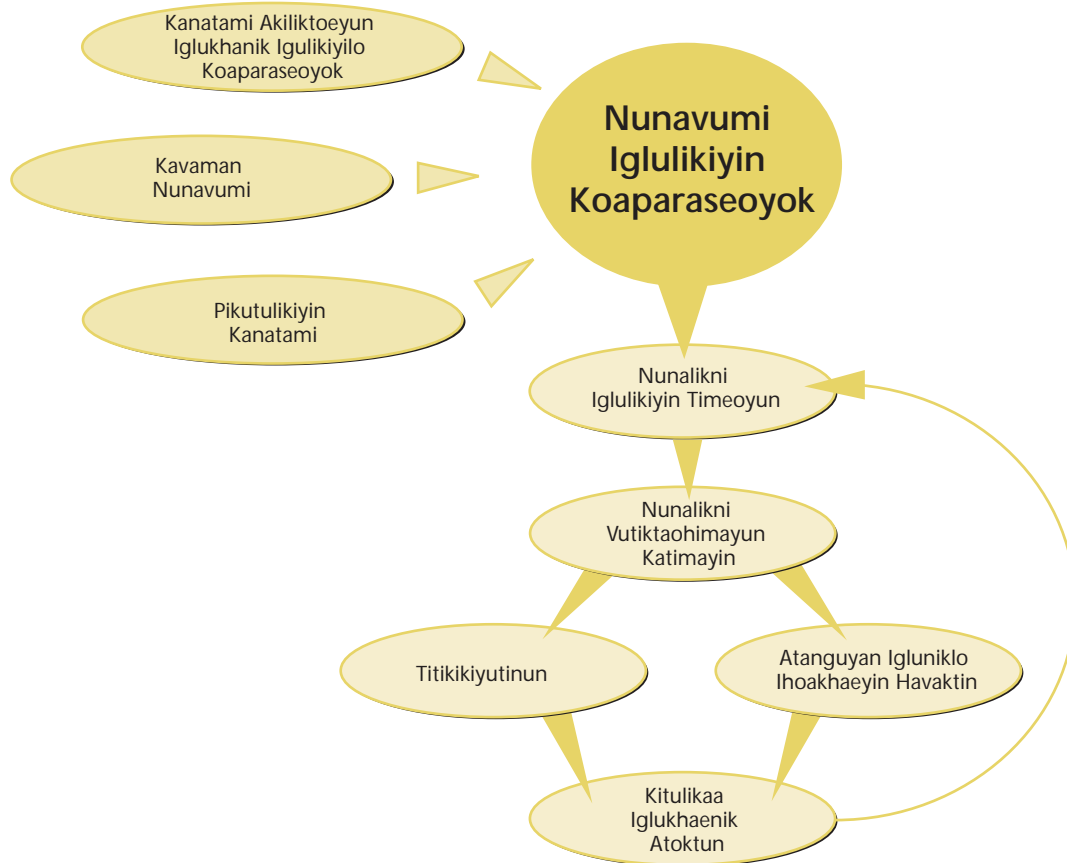 Kanatami Akiliktoeyun
Iglukhanik Igulikiyilo
Koaparaseoyok
Kavaman
Nunavumi
Pikutulikiyin
Kanatami
Nunavumi
Iglulikiyin
Koaparaseoyok
Nunalikni
Iglulikiyin Timeoyun
Nunalikni
Vutiktaohimayun
Katimayin
Titikikiyutinun
Atanguyan Igluniklo
Ihoakhaeyin Havaktin
Kitulikaa
Iglukhaenik
Atoktun